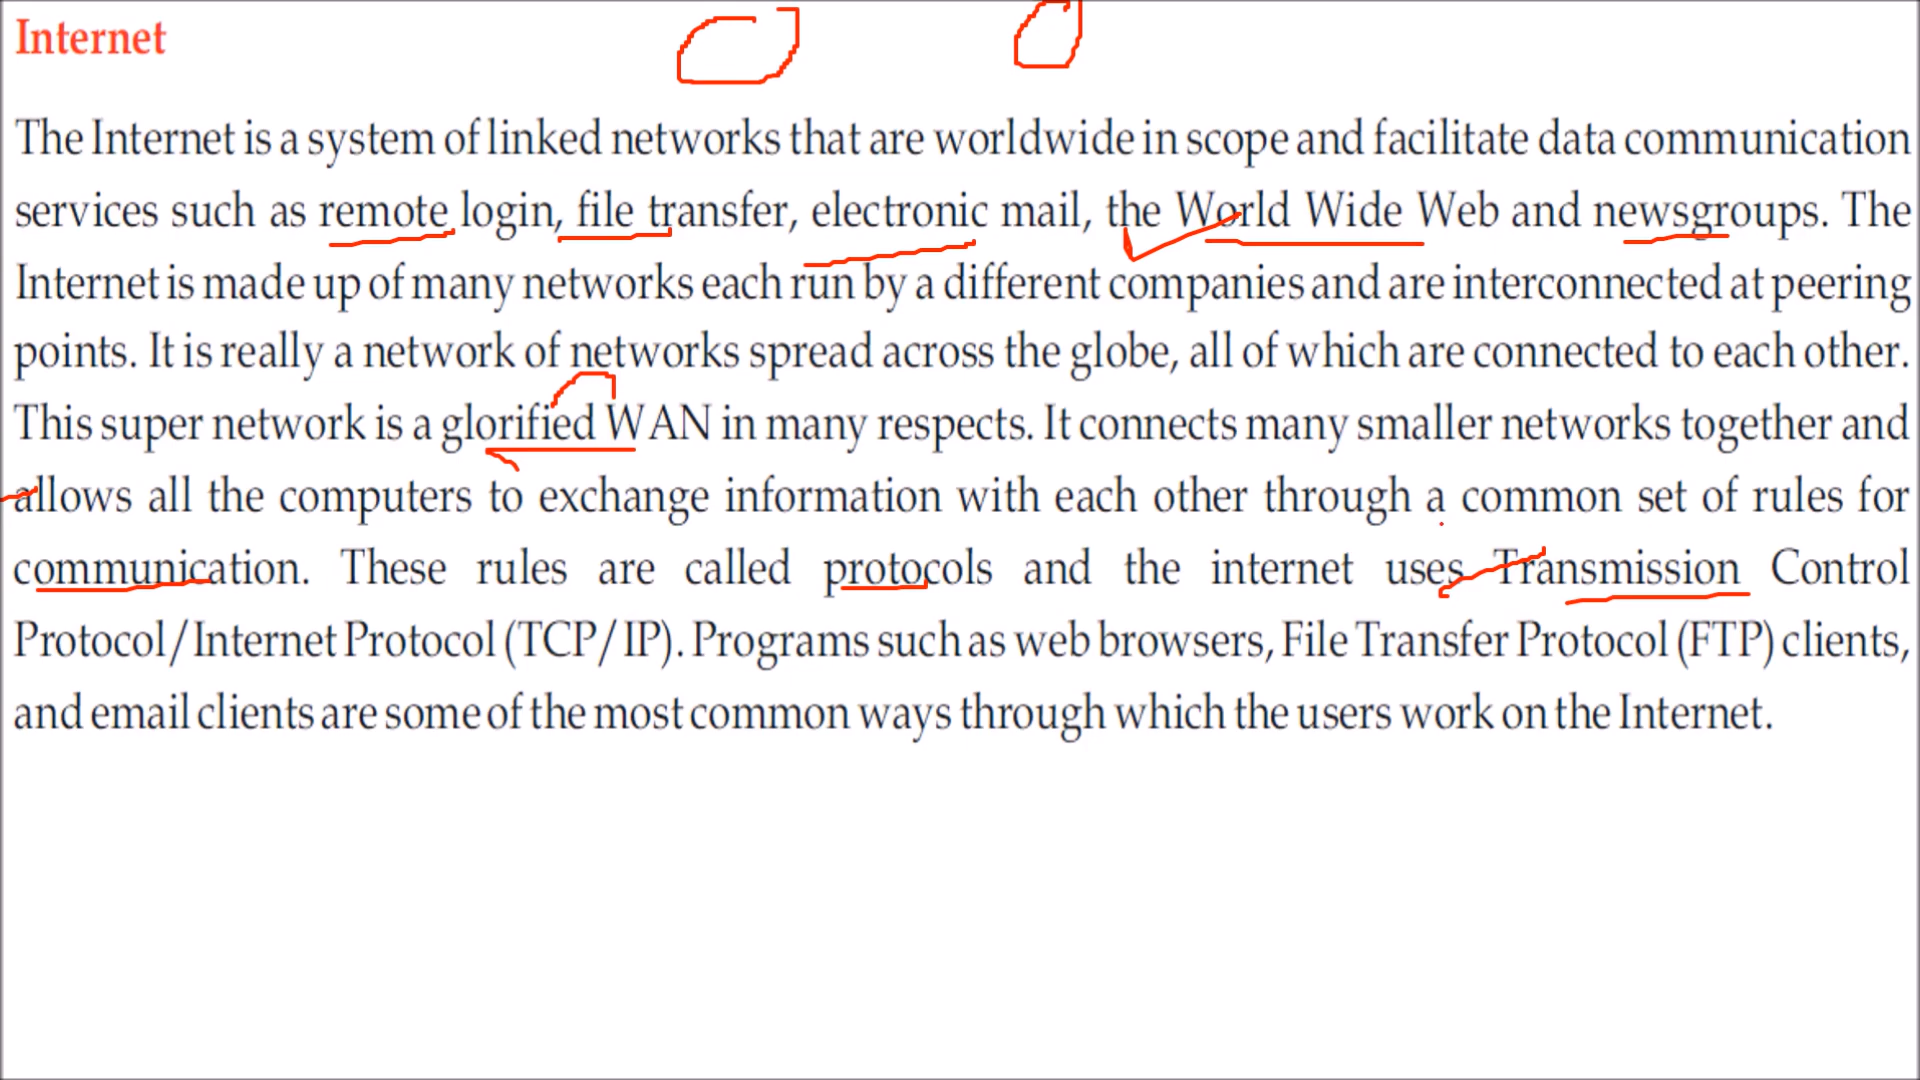 Internet
The Internet is a system of linked networks that are worldwide in scope and facilitate data communication
services such as remote login, file transfer, electronic mail, the World Wide Web and newsgroups. The
Internet is made up of many networks each run by a different companies and are interconnected at peering
points. It is really a network of networks spread across the globe, all of which are connected to each other.
This super network is a glorified WAN in many respects. It connects many smaller networks together and
allows all the computers to exchange information with each other through a common set of rules for
communication. These rules are called protocols and the internet uses Transmission Control
Protocol/Internet Protocol (TCP/IP). Programs such as web browsers, File Transfer Protocol (FTP) clients,
and email clients are some of the most common ways through which the users work on the Internet.